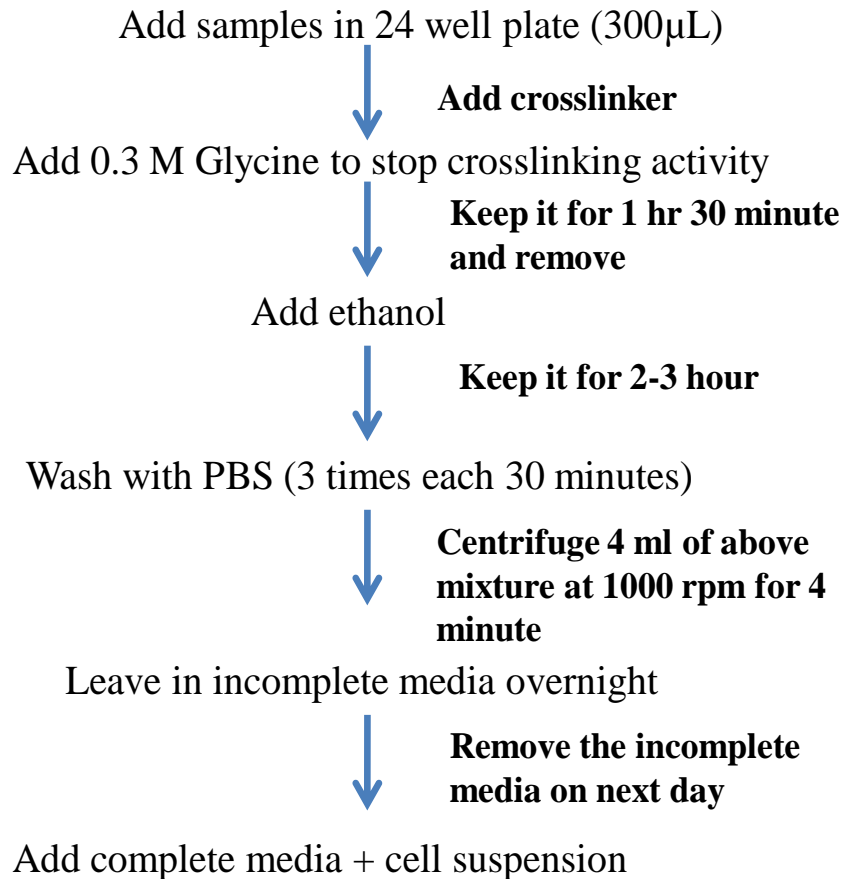 Add samples in 24 well plate (300μL)
Add crosslinker
Add 0.3 M Glycine to stop crosslinking activity
Keep it for 1 hr 30 minute
and remove
Add ethanol
Keep it for 2-3 hour
Wash with PBS (3 times each 30 minutes)
Centrifuge 4 ml of above
mixture at 1000 rpm for 4
minute
Leave in incomplete media overnight
Remove the incomplete
media on next day
Add complete media + cell suspension